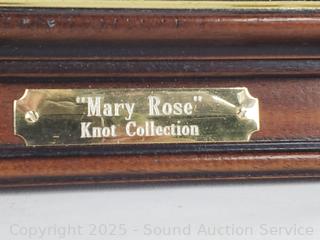 "Mary Rose"
Knot Collection
Copyright © 2025 - Sound Auction Service